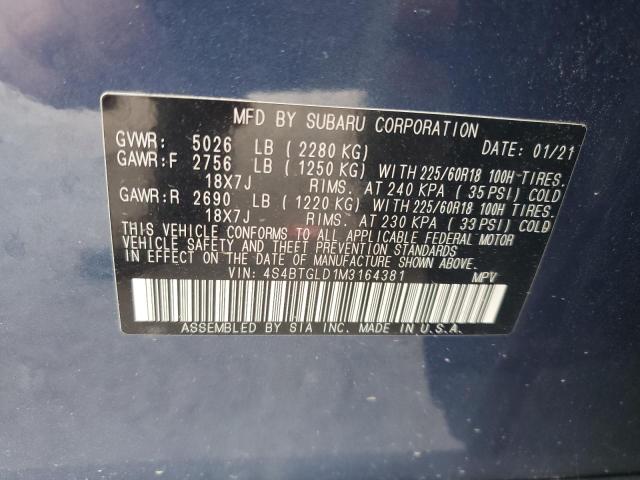 MFD BY SUBARU CORPORATION
GVWR: 5026 LB ( 2280 KG) DATE: 01/21
GAWR:F 2756 LB ( 1250 KG) WITH 225/60R18 100H TIRES.
18X7J RIMS. AT 240 KPA ( 35 PSI) COLD
GAWR:R 2690 LB ( 1220 KG) WITH 225/60R18 100H TIRES.
18X7J RIMS. AT 230 KPA ( 33 PSI) COLD
THIS VEHICLE CONFORMS TO ALL APPLICABLE FEDERAL MOTOR
VEHICLE SAFETY AND THEFT PREVENTION STANDARDS
IN EFFECT ON THE DATE OF MANUFACTURE SHOWN ABOVE.
VIN: 4S4BTGLD1M3164381 MPV
ASSEMBLED BY SIA INC. MADE IN U.S.A.